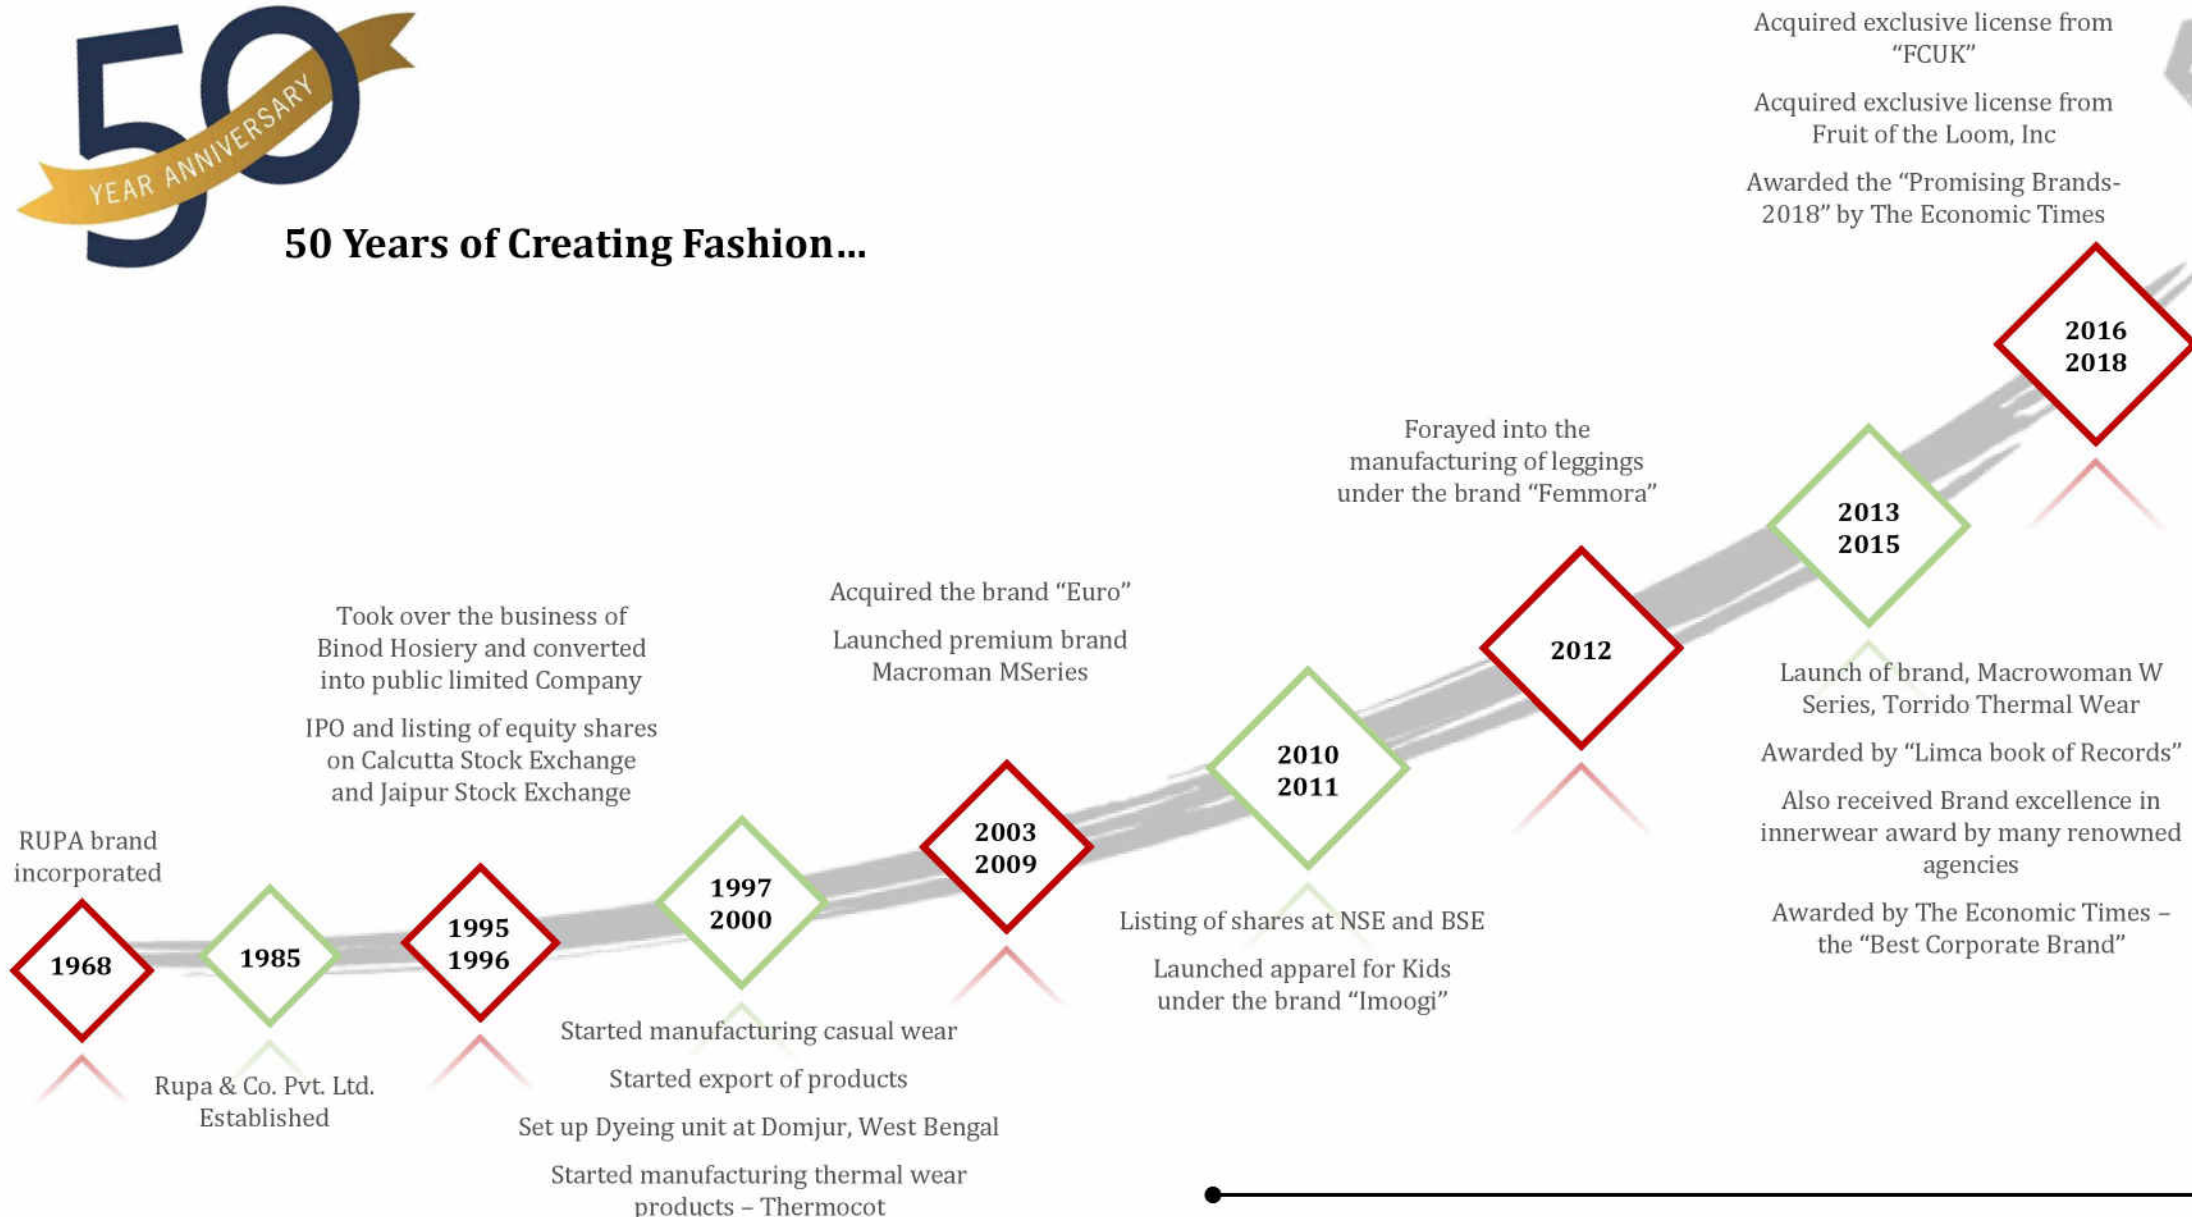 50
YEAR ANNIVERSARY
50 Years of Creating Fashion...
RUPA brand
incorporated
1968
1985
Rupa & Co. Pvt. Ltd.
Established
Took over the business of
Binod Hosiery and converted
into public limited Company
IPO and listing of equity shares
on Calcutta Stock Exchange
and Jaipur Stock Exchange
1995
1996
1997
2000
Started manufacturing casual wear
Started export of products
Set up Dyeing unit at Domjur, West Bengal
Started manufacturing thermal wear
products – Thermocot
Acquired the brand “Euro”
Launched premium brand
Macroman MSeries
2003
2009
2010
2011
Listing of shares at NSE and BSE
Launched apparel for Kids
under the brand “Imoogi”
Forayed into the
manufacturing of leggings
under the brand “Femmora”
2012
2013
2015
Launch of brand, Macrowoman W
Series, Torrido Thermal Wear
Awarded by “Limca book of Records”
Also received Brand excellence in
innerwear award by many renowned
agencies
Awarded by The Economic Times –
the “Best Corporate Brand”
Acquired exclusive license from
“FCUK”
Acquired exclusive license from
Fruit of the Loom, Inc
Awarded the “Promising Brands-
2018” by The Economic Times
2016
2018